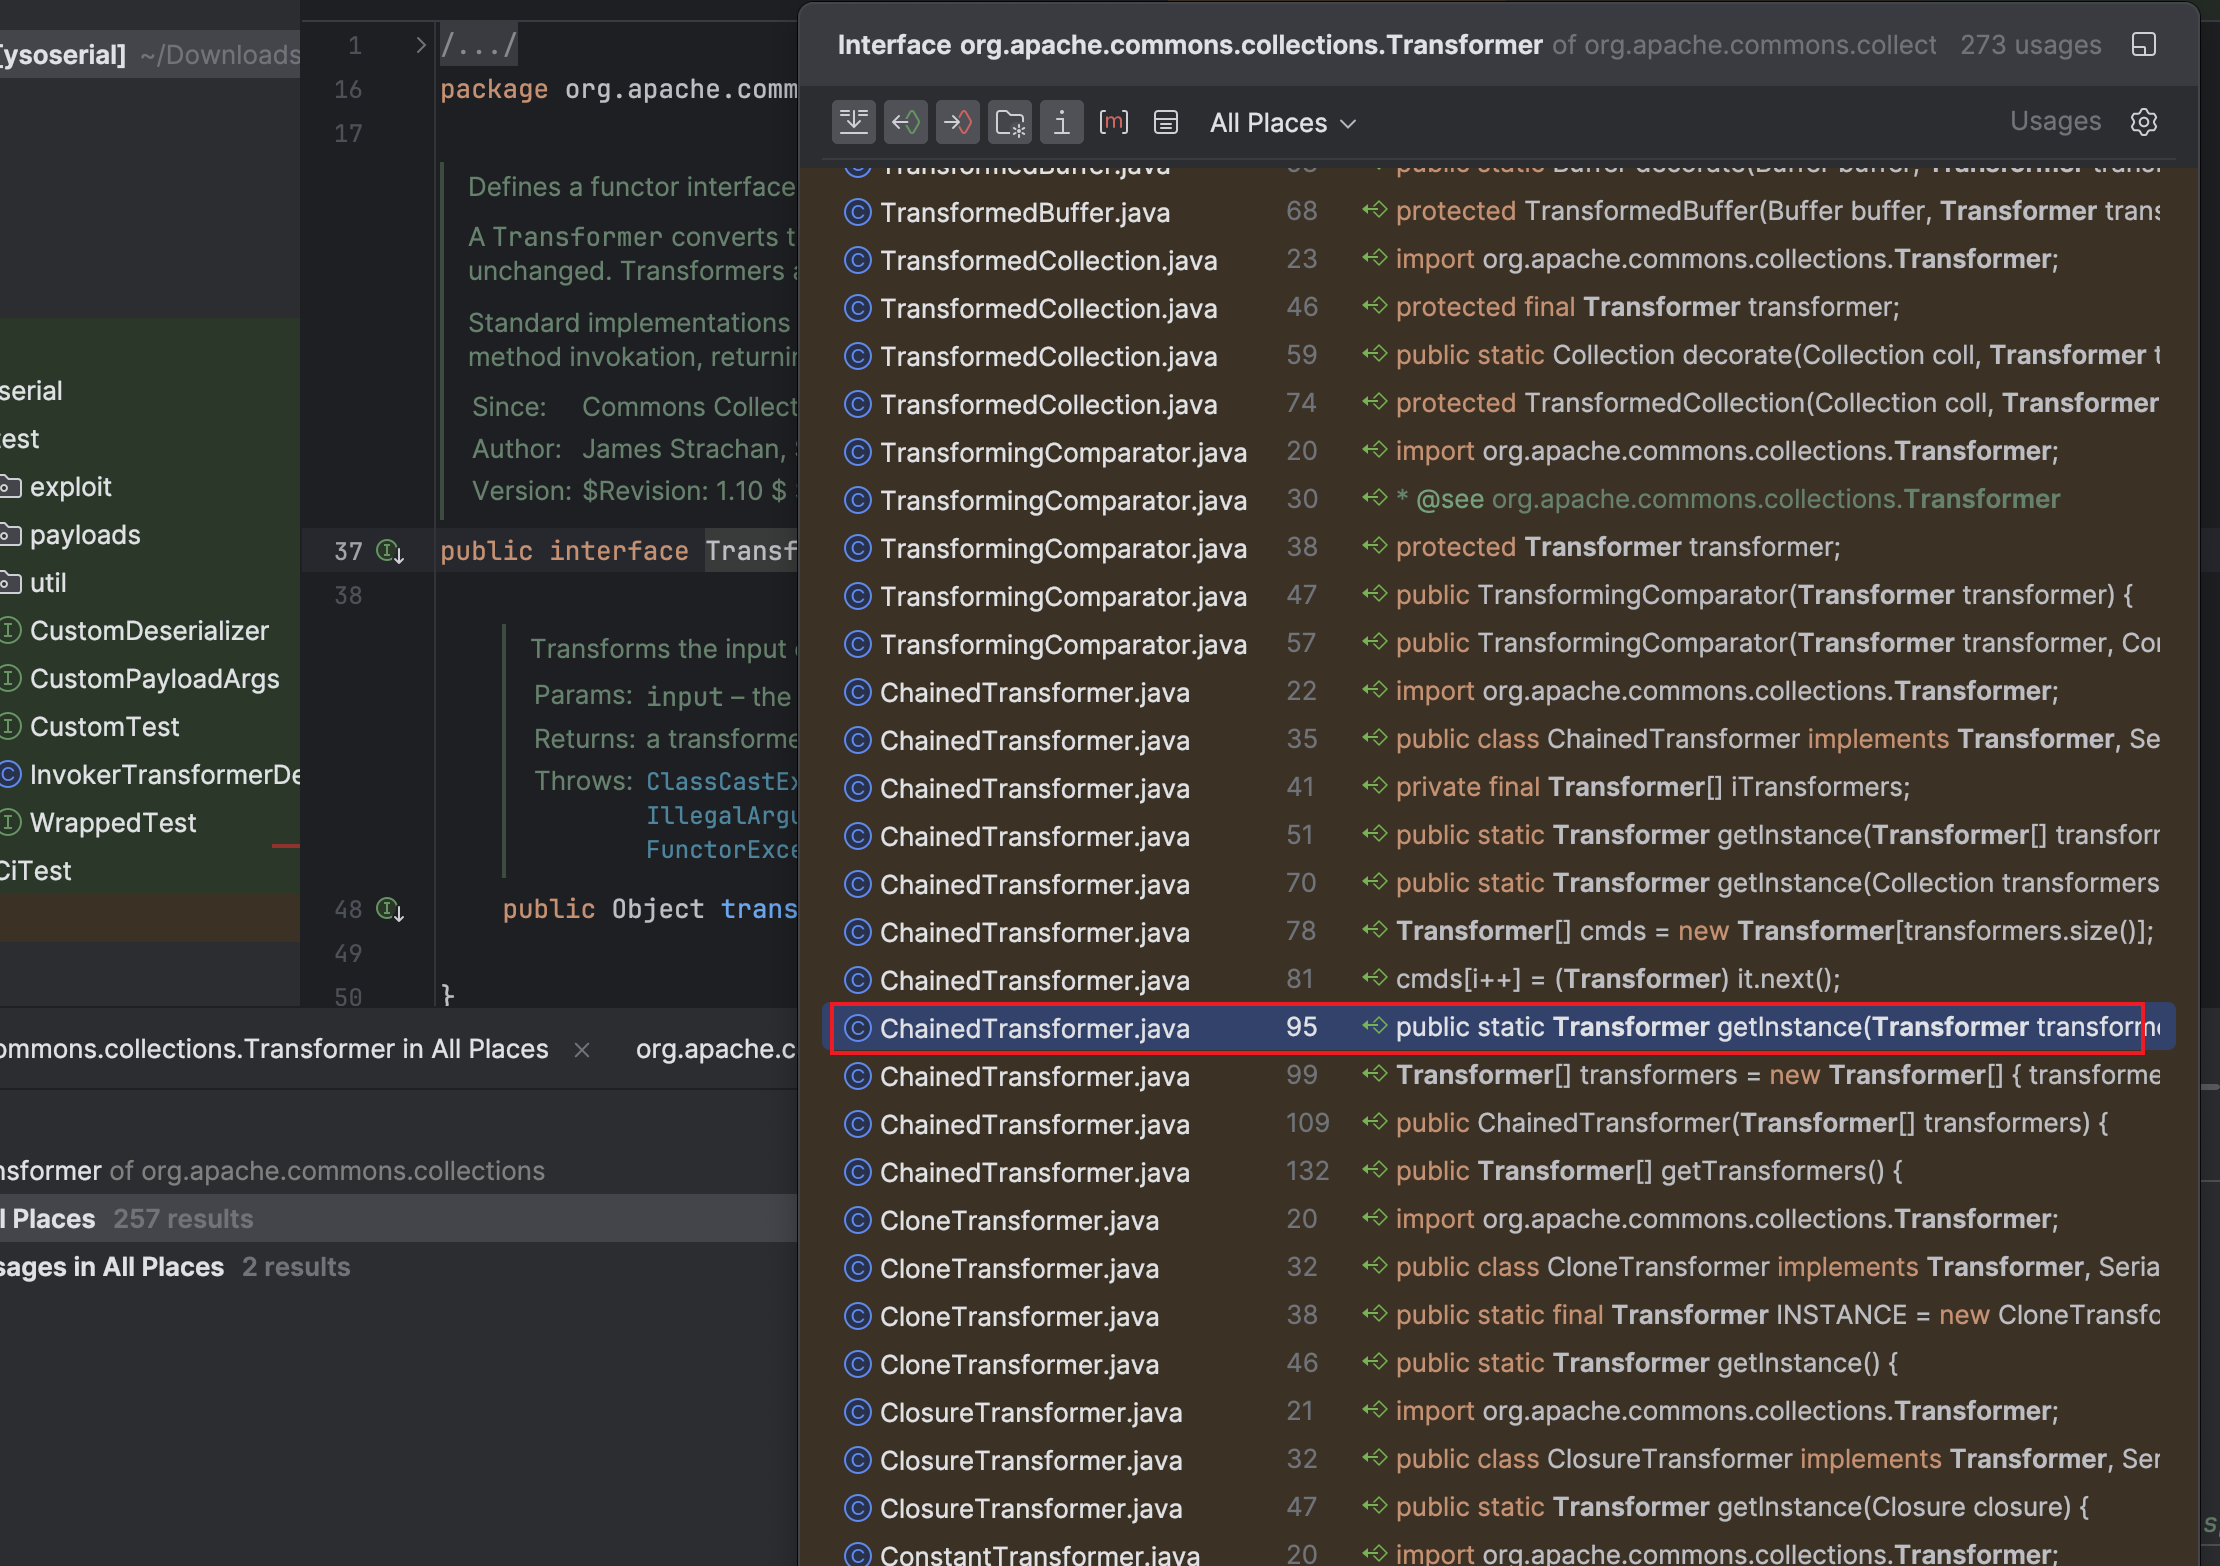 [ysoserial] ~/Downloads
serial
test
exploit
payloads
util
CustomDeserializer
CustomPayloadArgs
CustomTest
InvokerTransformerDe
WrappedTest
CiTest
1 /.../
16 package org.apache.comm
17
Defines a functor interface
A Transformer converts t
unchanged. Transformers a
Standard implementations
method invokation, returnin
Since: Commons Collect
Author: James Strachan, S
Version: $Revision: 1.10 $
37 public interface Transf
38
Transforms the input
Params: input – the
Returns: a transforme
Throws: ClassCastEx
IllegalArgu
FunctorExce
48 public Object trans
49
50 }
ommons.collections.Transformer in All Places × org.apache.c
nsformer of org.apache.commons.collections
l Places 257 results
sages in All Places 2 results
Interface org.apache.commons.collections.Transformer of org.apache.commons.collect 273 usages
[m] All Places Usages
TransformedBuffer.java public static Buffer decorate(Buffer buffer, Transformer transf
TransformedBuffer.java 68 protected TransformedBuffer(Buffer buffer, Transformer trans
TransformedCollection.java 23 import org.apache.commons.collections.Transformer;
TransformedCollection.java 46 protected final Transformer transformer;
TransformedCollection.java 59 public static Collection decorate(Collection coll, Transformer t
TransformedCollection.java 74 protected TransformedCollection(Collection coll, Transformer
TransformingComparator.java 20 import org.apache.commons.collections.Transformer;
TransformingComparator.java 30 * @see org.apache.commons.collections.Transformer
TransformingComparator.java 38 protected Transformer transformer;
TransformingComparator.java 47 public TransformingComparator(Transformer transformer) {
TransformingComparator.java 57 public TransformingComparator(Transformer transformer, Cor
ChainedTransformer.java 22 import org.apache.commons.collections.Transformer;
ChainedTransformer.java 35 public class ChainedTransformer implements Transformer, Se
ChainedTransformer.java 41 private final Transformer[] iTransformers;
ChainedTransformer.java 51 public static Transformer getInstance(Transformer[] transforr
ChainedTransformer.java 70 public static Transformer getInstance(Collection transformers
ChainedTransformer.java 78 Transformer[] cmds = new Transformer[transformers.size()];
ChainedTransformer.java 81 cmds[i++] = (Transformer) it.next();
ChainedTransformer.java 95 public static Transformer getInstance(Transformer transforme
ChainedTransformer.java 99 Transformer[] transformers = new Transformer[] { transforme
ChainedTransformer.java 109 public ChainedTransformer(Transformer[] transformers) {
ChainedTransformer.java 132 public Transformer[] getTransformers() {
CloneTransformer.java 20 import org.apache.commons.collections.Transformer;
CloneTransformer.java 32 public class CloneTransformer implements Transformer, Seria
CloneTransformer.java 38 public static final Transformer INSTANCE = new CloneTransfo
CloneTransformer.java 46 public static Transformer getInstance() {
ClosureTransformer.java 21 import org.apache.commons.collections.Transformer;
ClosureTransformer.java 32 public class ClosureTransformer implements Transformer, Ser
ClosureTransformer.java 47 public static Transformer getInstance(Closure closure) {
ConstantTransformer.java 20 import org.apache.commons.collections.Transformer;